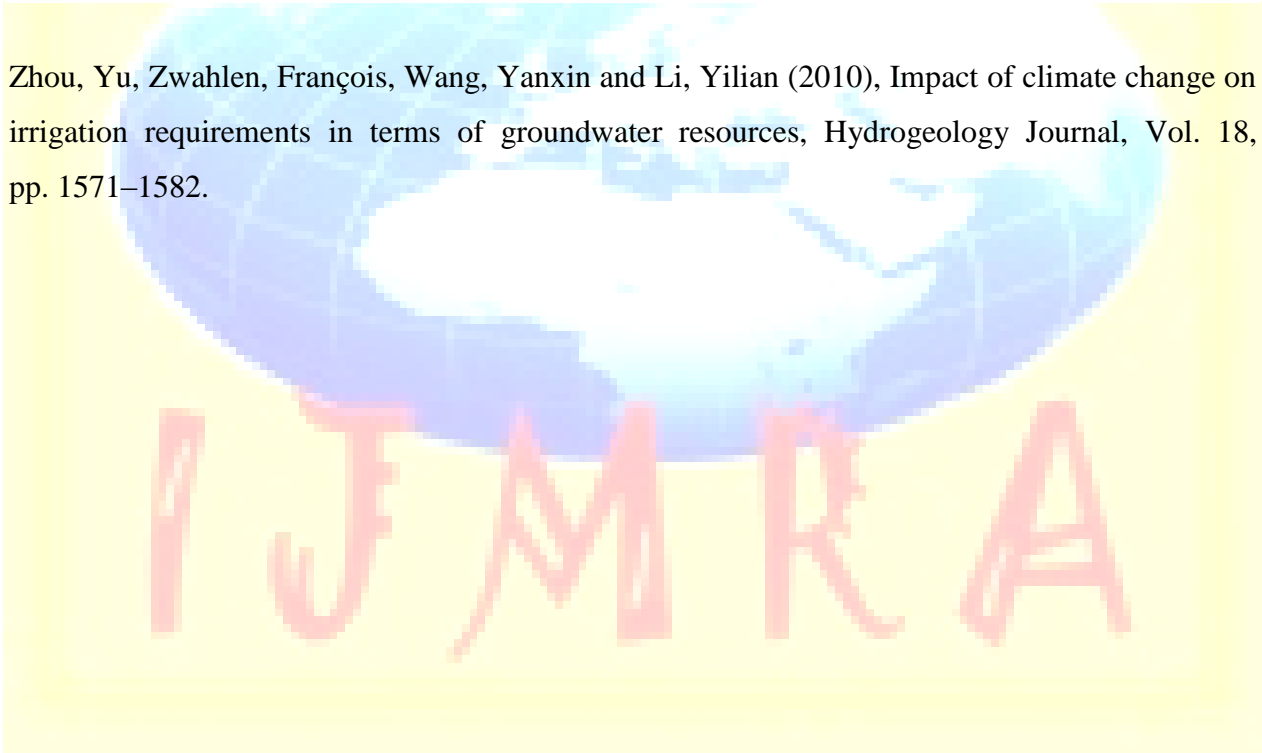 Zhou, Yu, Zwahlen, François, Wang, Yanxin and Li, Yilian (2010), Impact of climate change on
irrigation requirements in terms of groundwater resources, Hydrogeology Journal, Vol. 18,
pp. 1571–1582.
IJMRA